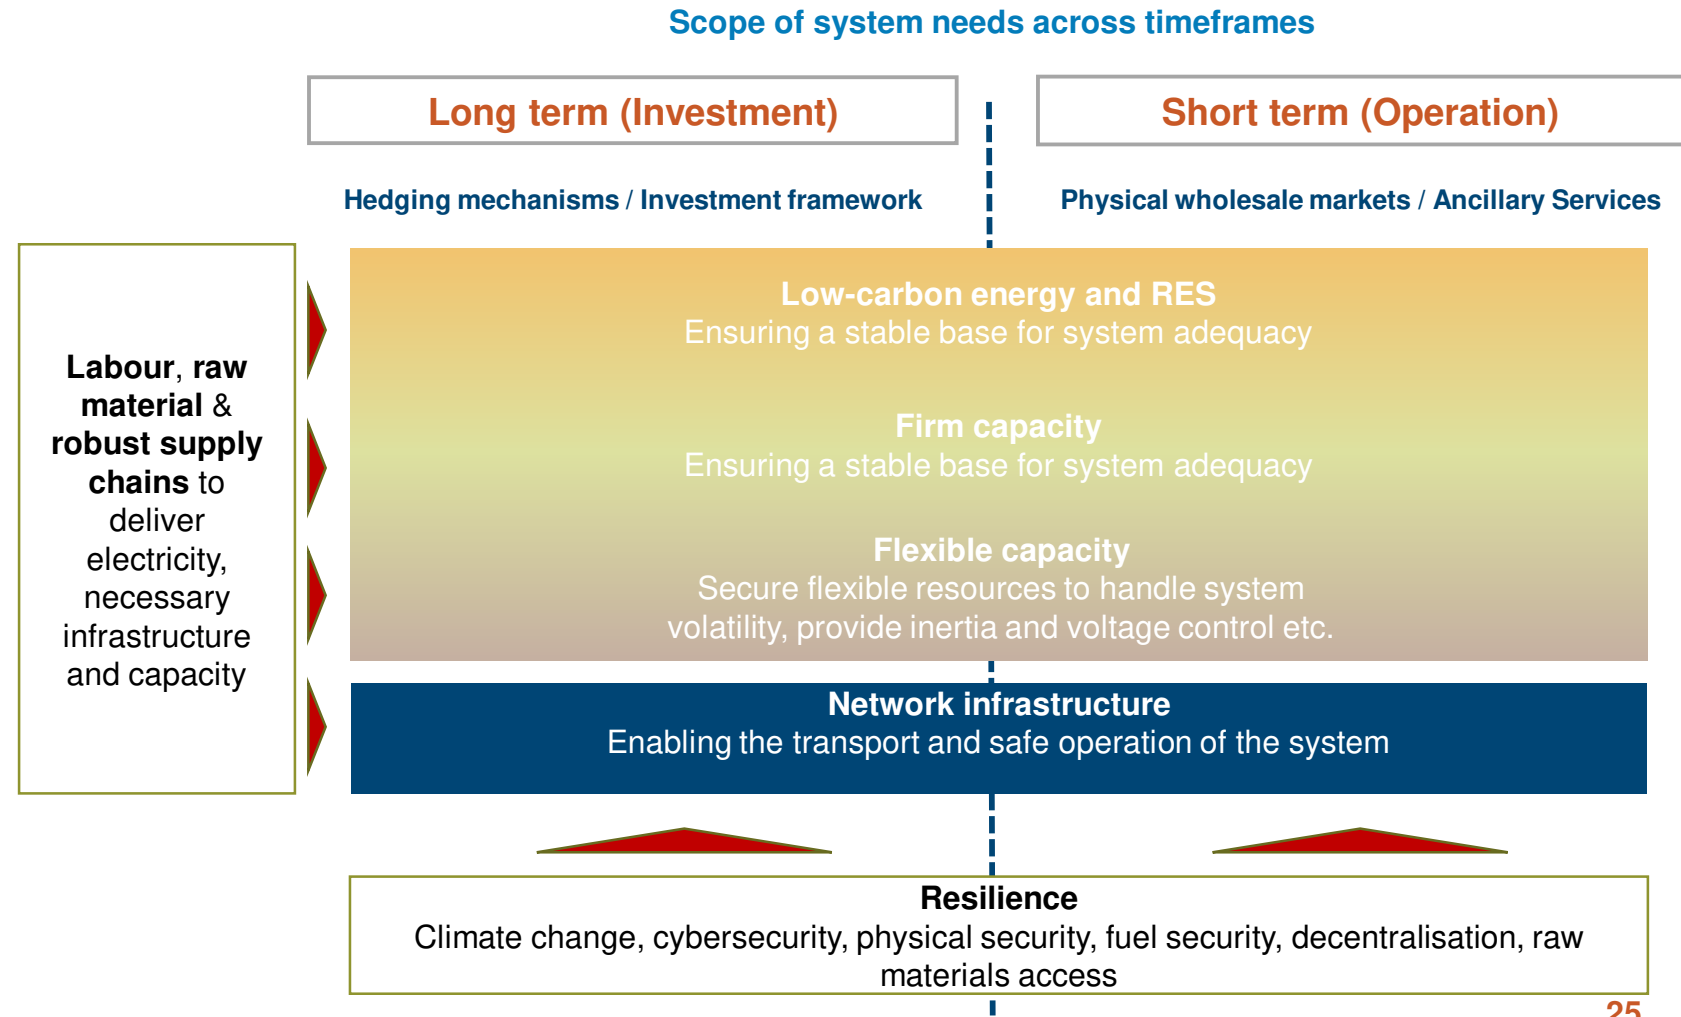 Scope of system needs across timeframes
Long term (Investment)
Short term (Operation)
Hedging mechanisms / Investment framework
Physical wholesale markets / Ancillary Services
Labour, raw
material &
robust supply
chains to
deliver
electricity,
necessary
infrastructure
and capacity
Low-carbon energy and RES
Ensuring a stable base for system adequacy
Firm capacity
Ensuring a stable base for system adequacy
Flexible capacity
Secure flexible resources to handle system
volatility, provide inertia and voltage control etc.
Network infrastructure
Enabling the transport and safe operation of the system
Resilience
Climate change, cybersecurity, physical security, fuel security, decentralisation, raw
materials access
25